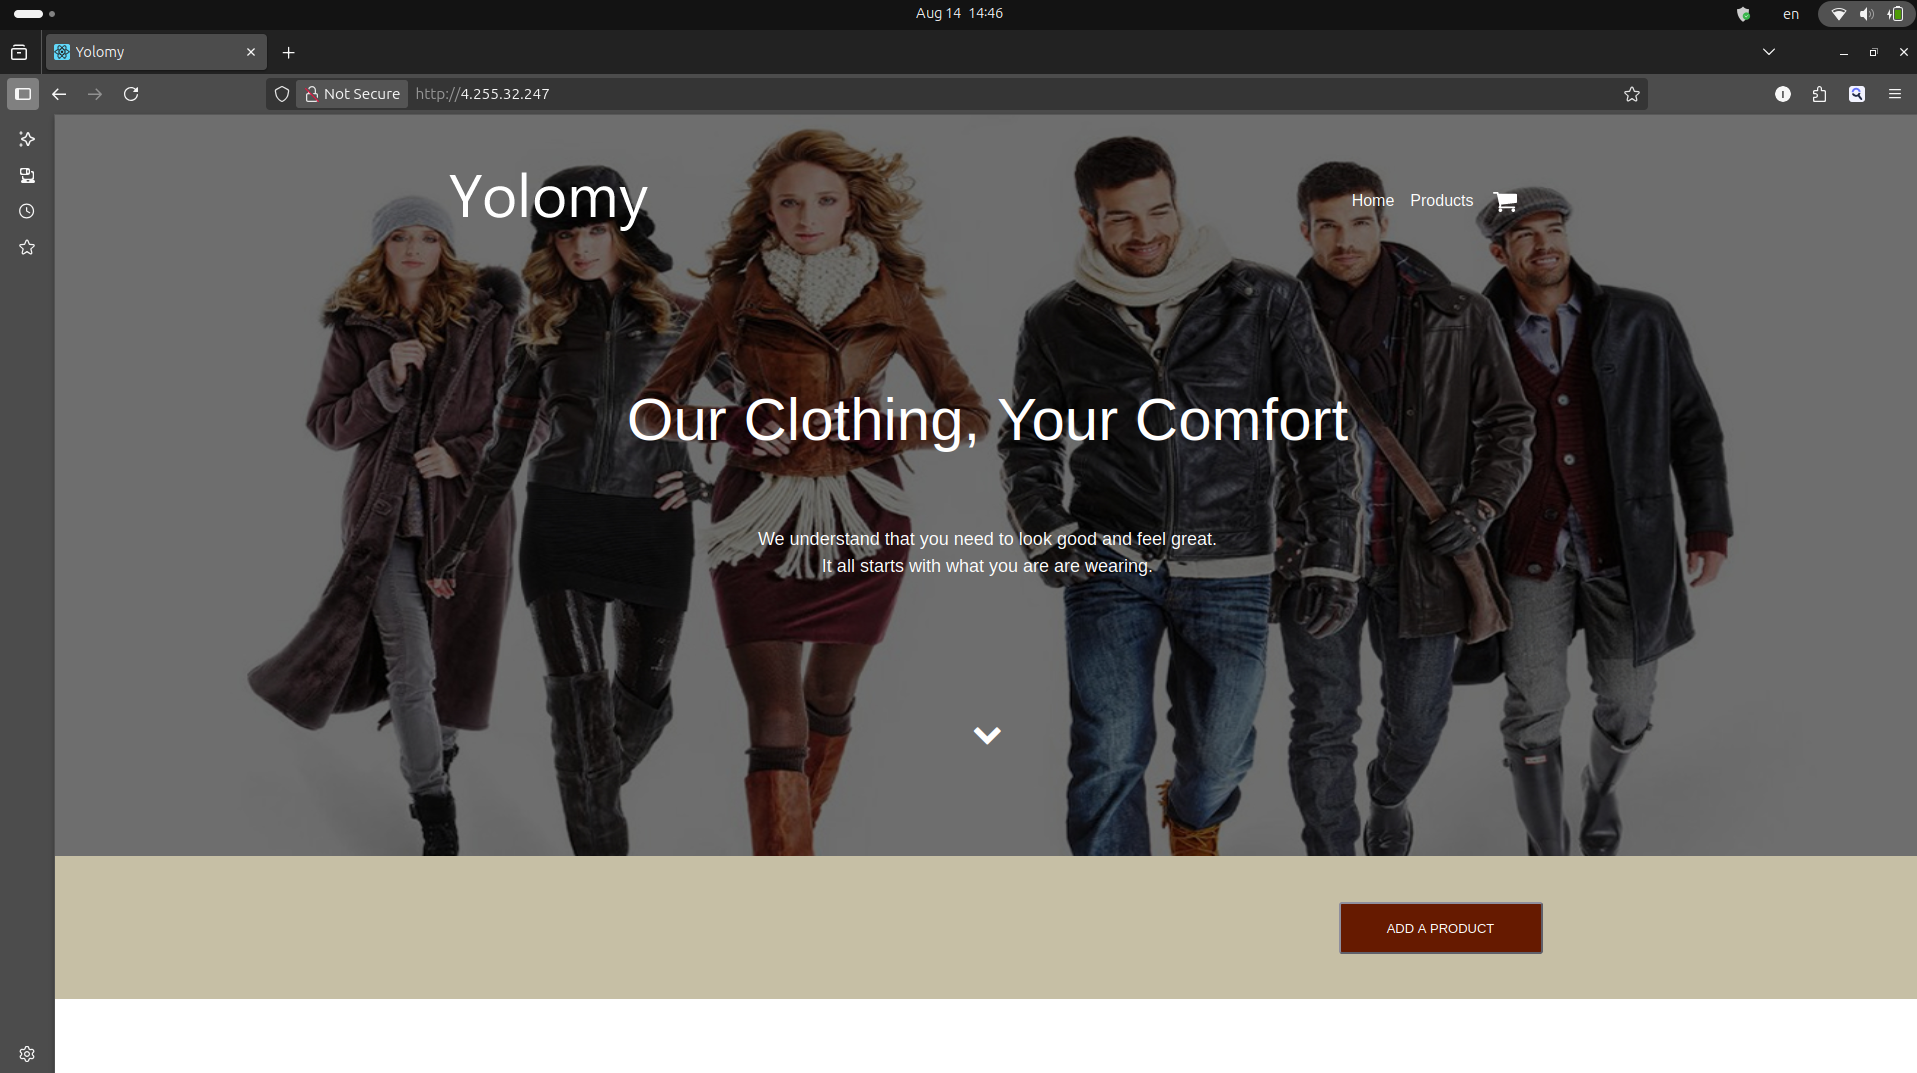 Aug 14 14:46
en
Yolomy
Not Secure
http://4.255.32.247
Yolomy
Home
Products
Our Clothing, Your Comfort
We understand that you need to look good and feel great.
It all starts with what you are are wearing.
ADD A PRODUCT